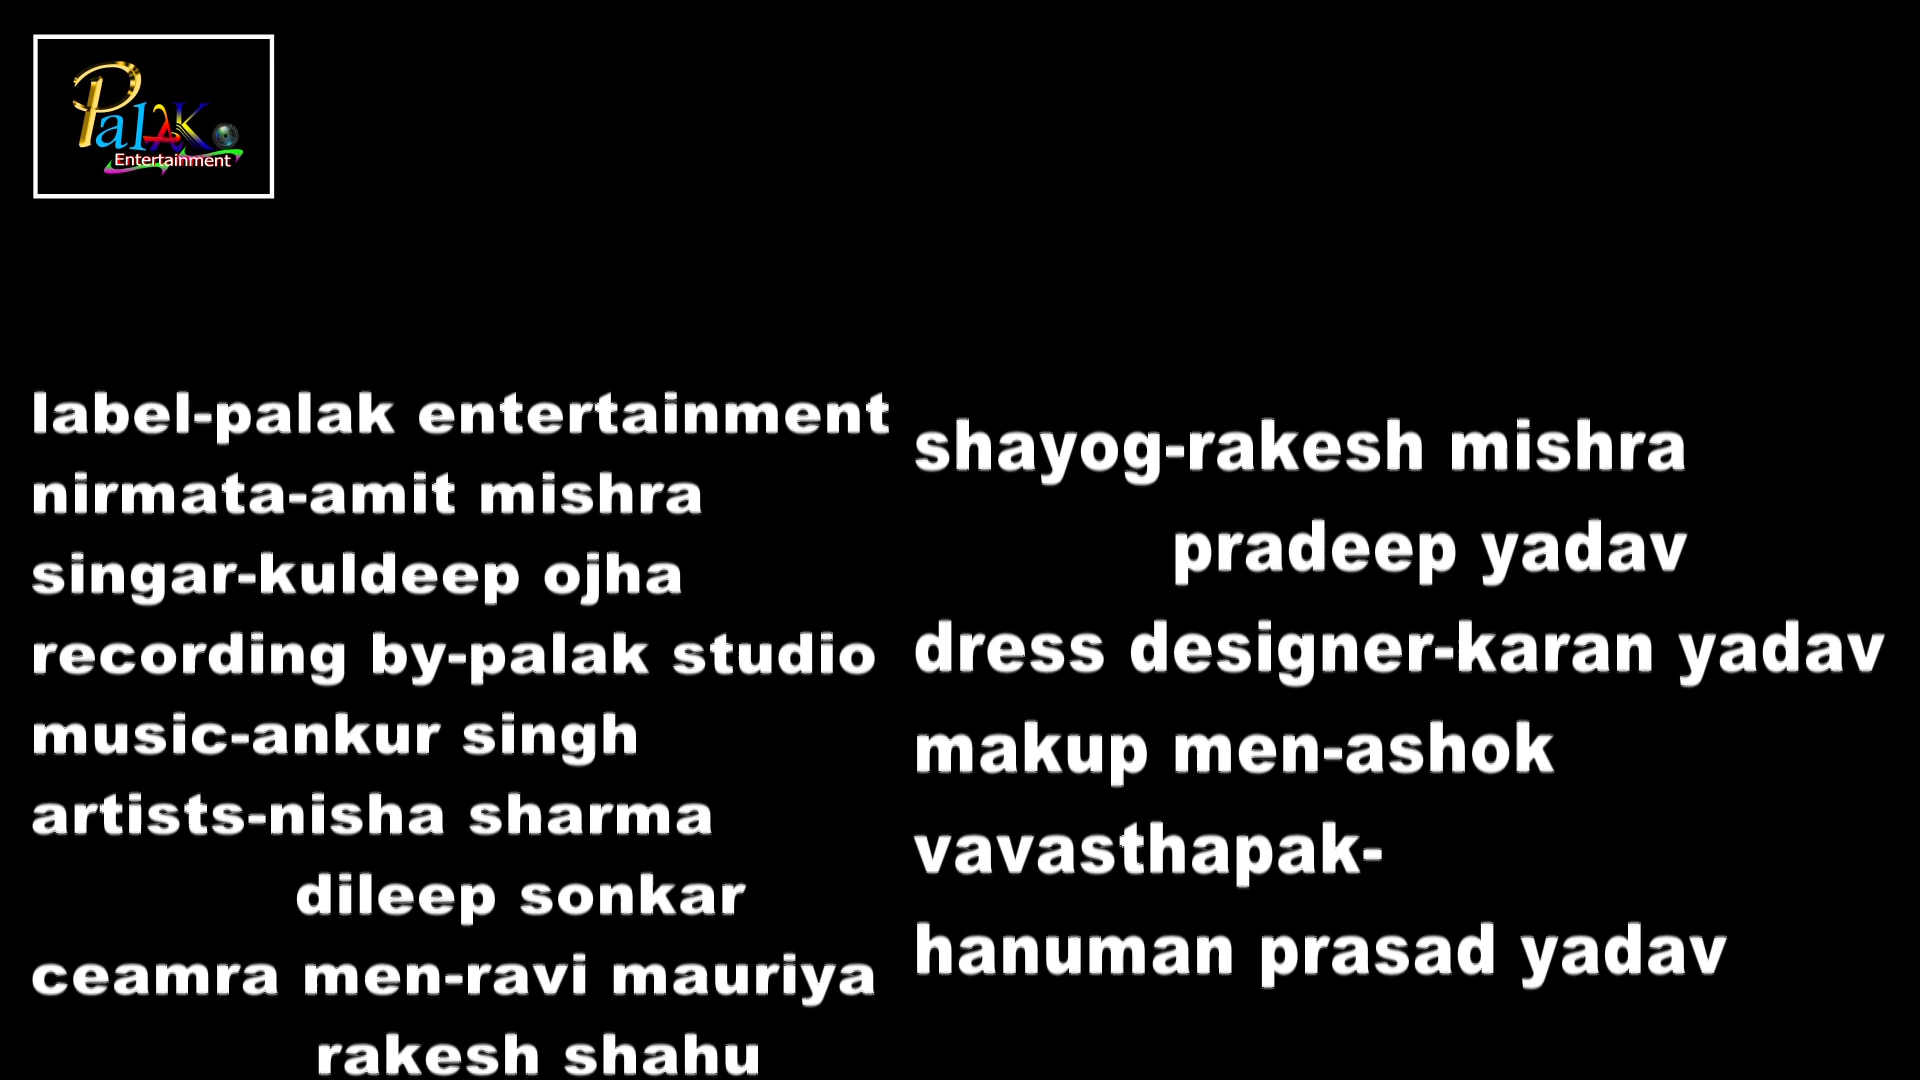 Palak
Entertainment
label-palak entertainment
nirmata-amit mishra
singar-kuldeep ojha
recording by-palak studio
music-ankur singh
artists-nisha sharma
dileep sonkar
ceamra men-ravi mauriya
rakesh shahu
shayog-rakesh mishra
pradeep yadav
dress designer-karan yadav
makup men-ashok
vavasthapak-
hanuman prasad yadav